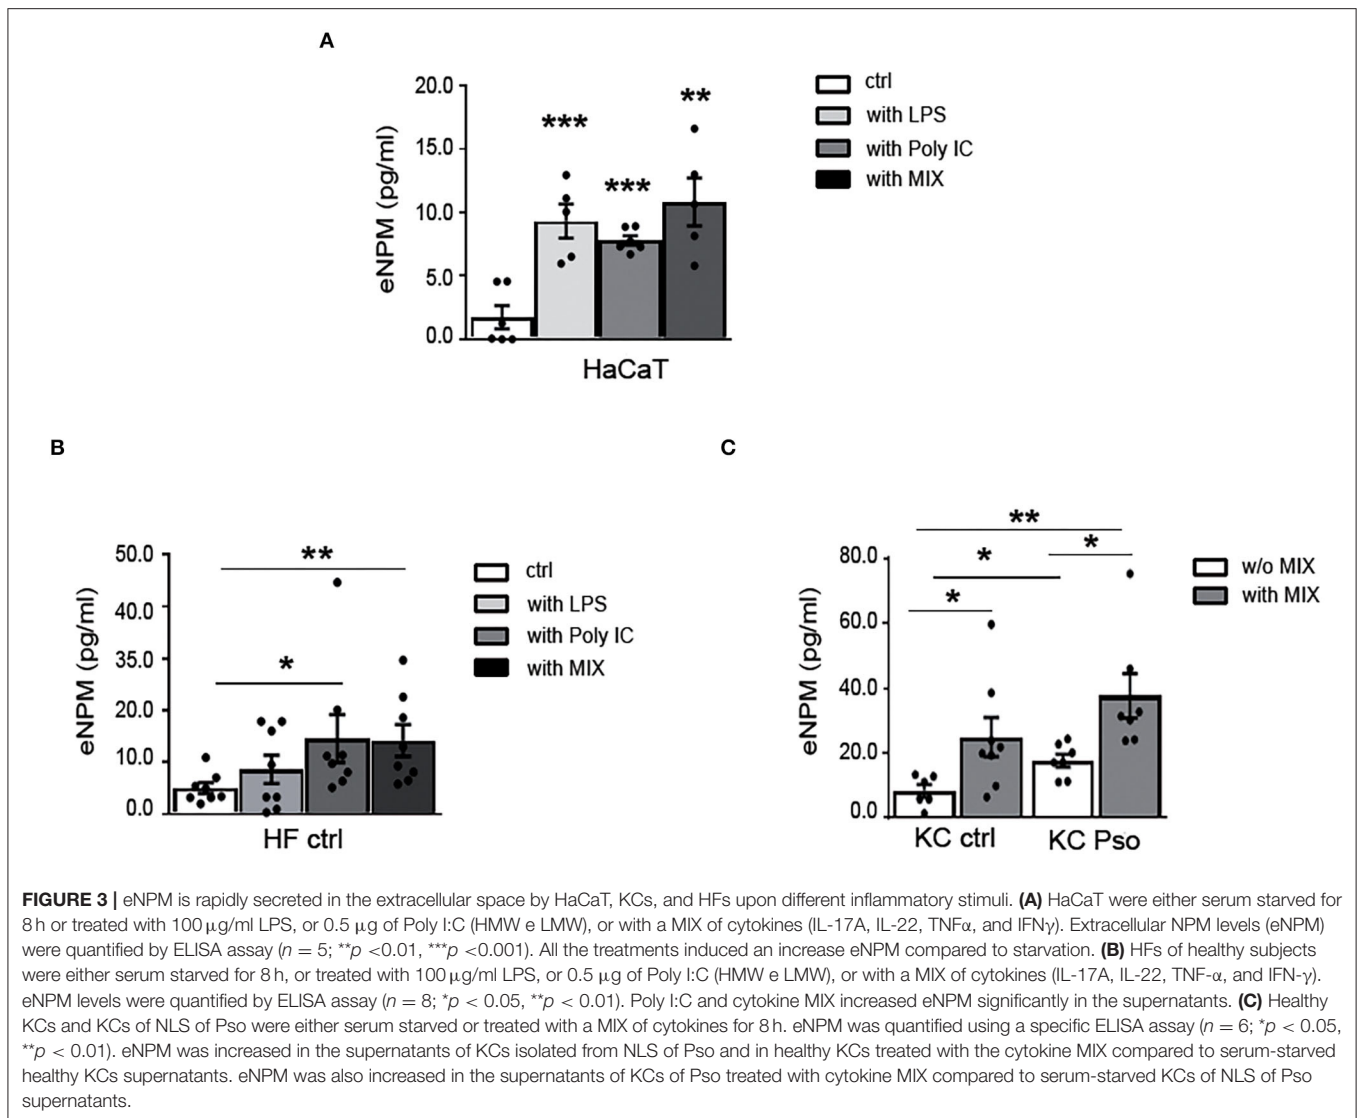 A
20.0
15.0
10.0
5.0
0.0
eNPM (pg/ml)
***
***
**
HaCaT
ctrl
with LPS
with Poly IC
with MIX
B
50.0
40.0
35.0
20.0
10.0
0.0
eNPM (pg/ml)
*
**
HF ctrl
ctrl
with LPS
with Poly IC
with MIX
C
80.0
60.0
40.0
20.0
0.0
eNPM (pg/ml)
**
*
*
*
KC ctrl
KC Pso
w/o MIX
with MIX
FIGURE 3 | eNPM is rapidly secreted in the extracellular space by HaCaT, KCs, and HFs upon different inflammatory stimuli. (A) HaCaT were either serum starved for
8 h or treated with 100 μg/ml LPS, or 0.5 μg of Poly I:C (HMW e LMW), or with a MIX of cytokines (IL-17A, IL-22, TNFα, and IFNγ). Extracellular NPM levels (eNPM)
were quantified by ELISA assay (n = 5; **p <0.01, ***p <0.001). All the treatments induced an increase eNPM compared to starvation. (B) HFs of healthy subjects
were either serum starved for 8 h, or treated with 100 μg/ml LPS, or 0.5 μg of Poly I:C (HMW e LMW), or with a MIX of cytokines (IL-17A, IL-22, TNF-α, and IFN-γ).
eNPM levels were quantified by ELISA assay (n = 8; *p < 0.05, **p < 0.01). Poly I:C and cytokine MIX increased eNPM significantly in the supernatants. (C) Healthy
KCs and KCs of NLS of Pso were either serum starved or treated with a MIX of cytokines for 8 h. eNPM was quantified using a specific ELISA assay (n = 6; *p < 0.05,
**p < 0.01). eNPM was increased in the supernatants of KCs isolated from NLS of Pso and in healthy KCs treated with the cytokine MIX compared to serum-starved
healthy KCs supernatants. eNPM was also increased in the supernatants of KCs of Pso treated with cytokine MIX compared to serum-starved KCs of NLS of Pso
supernatants.